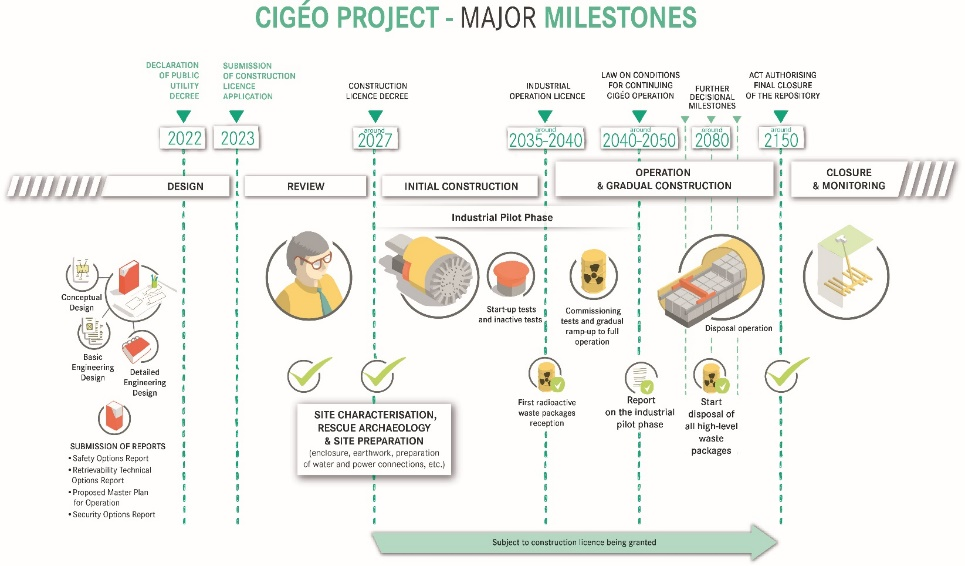 CIGÉO PROJECT - MAJOR MILESTONES
DECLARATION
OF PUBLIC
UTILITY
DECREE
SUBMISSION
OF CONSTRUCTION
LICENCE
APPLICATION
CONSTRUCTION
LICENCE DECREE
INDUSTRIAL
OPERATION LICENCE
LAW ON CONDITIONS
FOR CONTINUING
CIGÉO OPERATION
FURTHER
DECISIONAL
MILESTONES
ACT AUTHORISING
FINAL CLOSURE
OF THE REPOSITORY
2022
2023
around
2027
around
2035-2040
around
2040-2050
around
2080
around
2150
DESIGN
REVIEW
INITIAL CONSTRUCTION
OPERATION
& GRADUAL CONSTRUCTION
CLOSURE
& MONITORING
Industrial Pilot Phase
Conceptual
Design
Basic
Engineering
Design
Detailed
Engineering
Design
Start-up tests
and inactive tests
Commissioning
tests and gradual
ramp-up to full
operation
Disposal operation
First radioactive
waste packages
reception
Report
on the industrial
pilot phase
Start
disposal of
all high-level
waste
packages
SITE CHARACTERISATION,
RESCUE ARCHAEOLOGY
& SITE PREPARATION
(enclosure, earthwork, preparation
of water and power connections, etc.)
SUBMISSION OF REPORTS
• Safety Options Report
• Retrievability Technical
Options Report
• Proposed Master Plan
for Operation
• Security Options Report
Subject to construction licence being granted